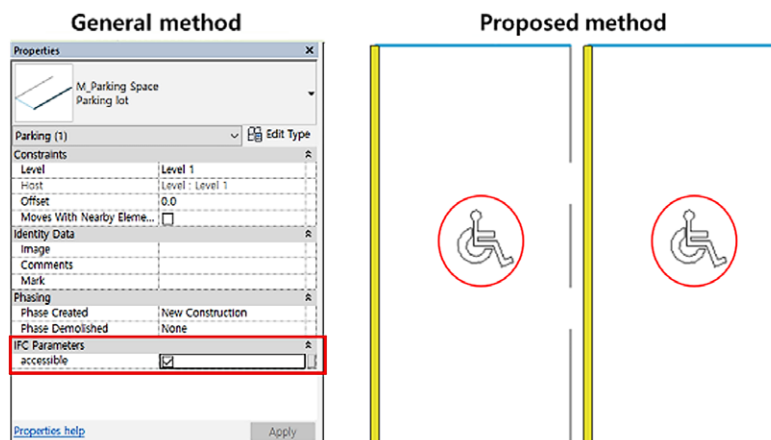 General method
Proposed method
Properties
M_Parking Space
Parking lot
Parking (1)
Edit Type
Constraints
Level Level 1
Host Level : Level 1
Offset 0.0
Moves With Nearby Eleme...
Identity Data
Image
Comments
Mark
Phasing
Phase Created New Construction
Phase Demolished None
IFC Parameters
accessible
Properties help
Apply